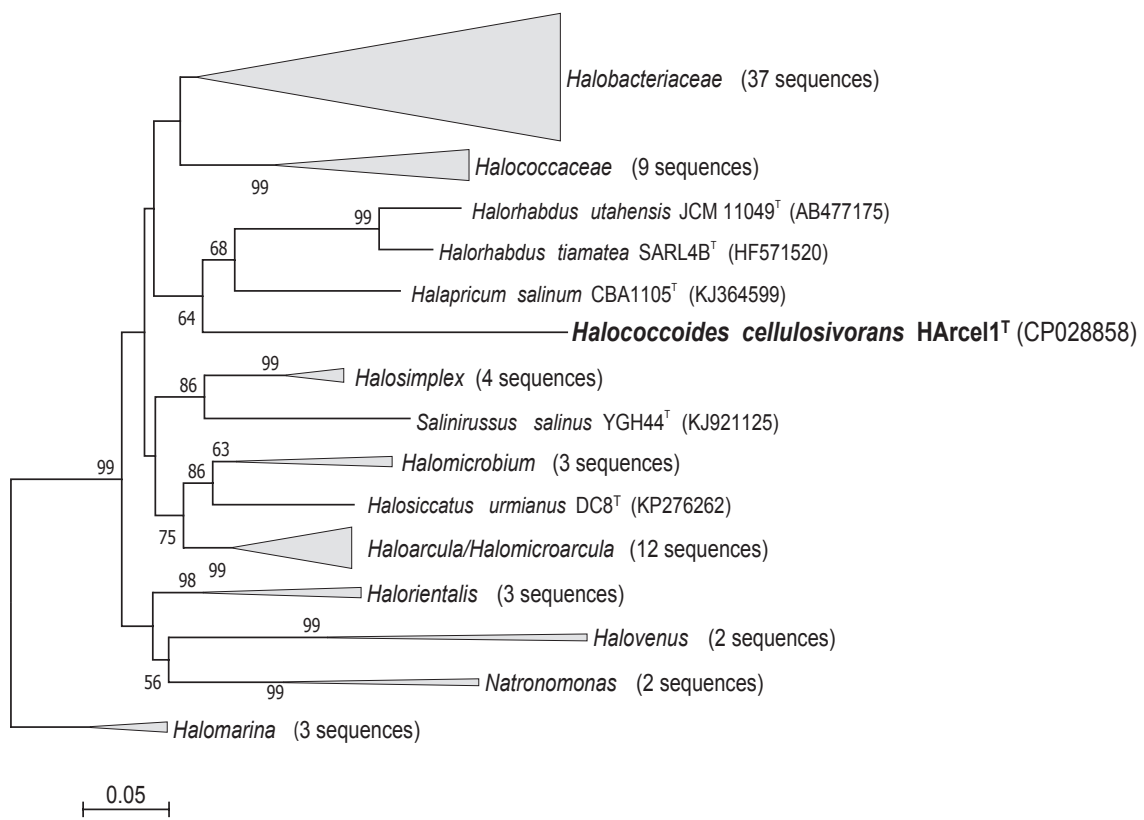 Halobacteriaceae (37 sequences)
Halococcaceae (9 sequences)
99
99
Halorhabdus utahensis JCM 11049ᵀ (AB477175)
Halorhabdus tiamatea SARL4Bᵀ (HF571520)
68
Halapricum salinum CBA1105ᵀ (KJ364599)
64
Halococcoides cellulosivorans HArcel1ᵀ (CP028858)
99
Halosimplex (4 sequences)
86
Salinirussus salinus YGH44ᵀ (KJ921125)
63
Halomicrobium (3 sequences)
99
86
Halosiccatus urmianus DC8ᵀ (KP276262)
75
Haloarcula/Halomicroarcula (12 sequences)
99
98
Halorientalis (3 sequences)
99
Halovenus (2 sequences)
56
Natronomonas (2 sequences)
99
Halomarina (3 sequences)
0.05